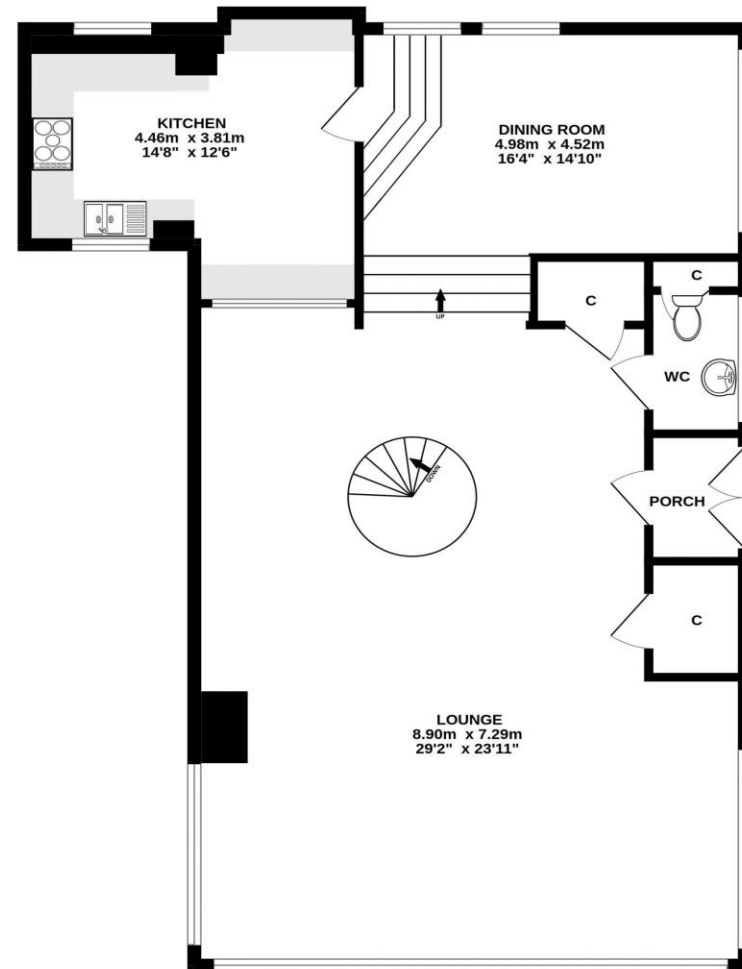 KITCHEN
4.46m x 3.81m
14'8" x 12'6"
DINING ROOM
4.98m x 4.52m
16'4" x 14'10"
C
C
UP
WC
DOWN
PORCH
C
LOUNGE
8.90m x 7.29m
29'2" x 23'11"